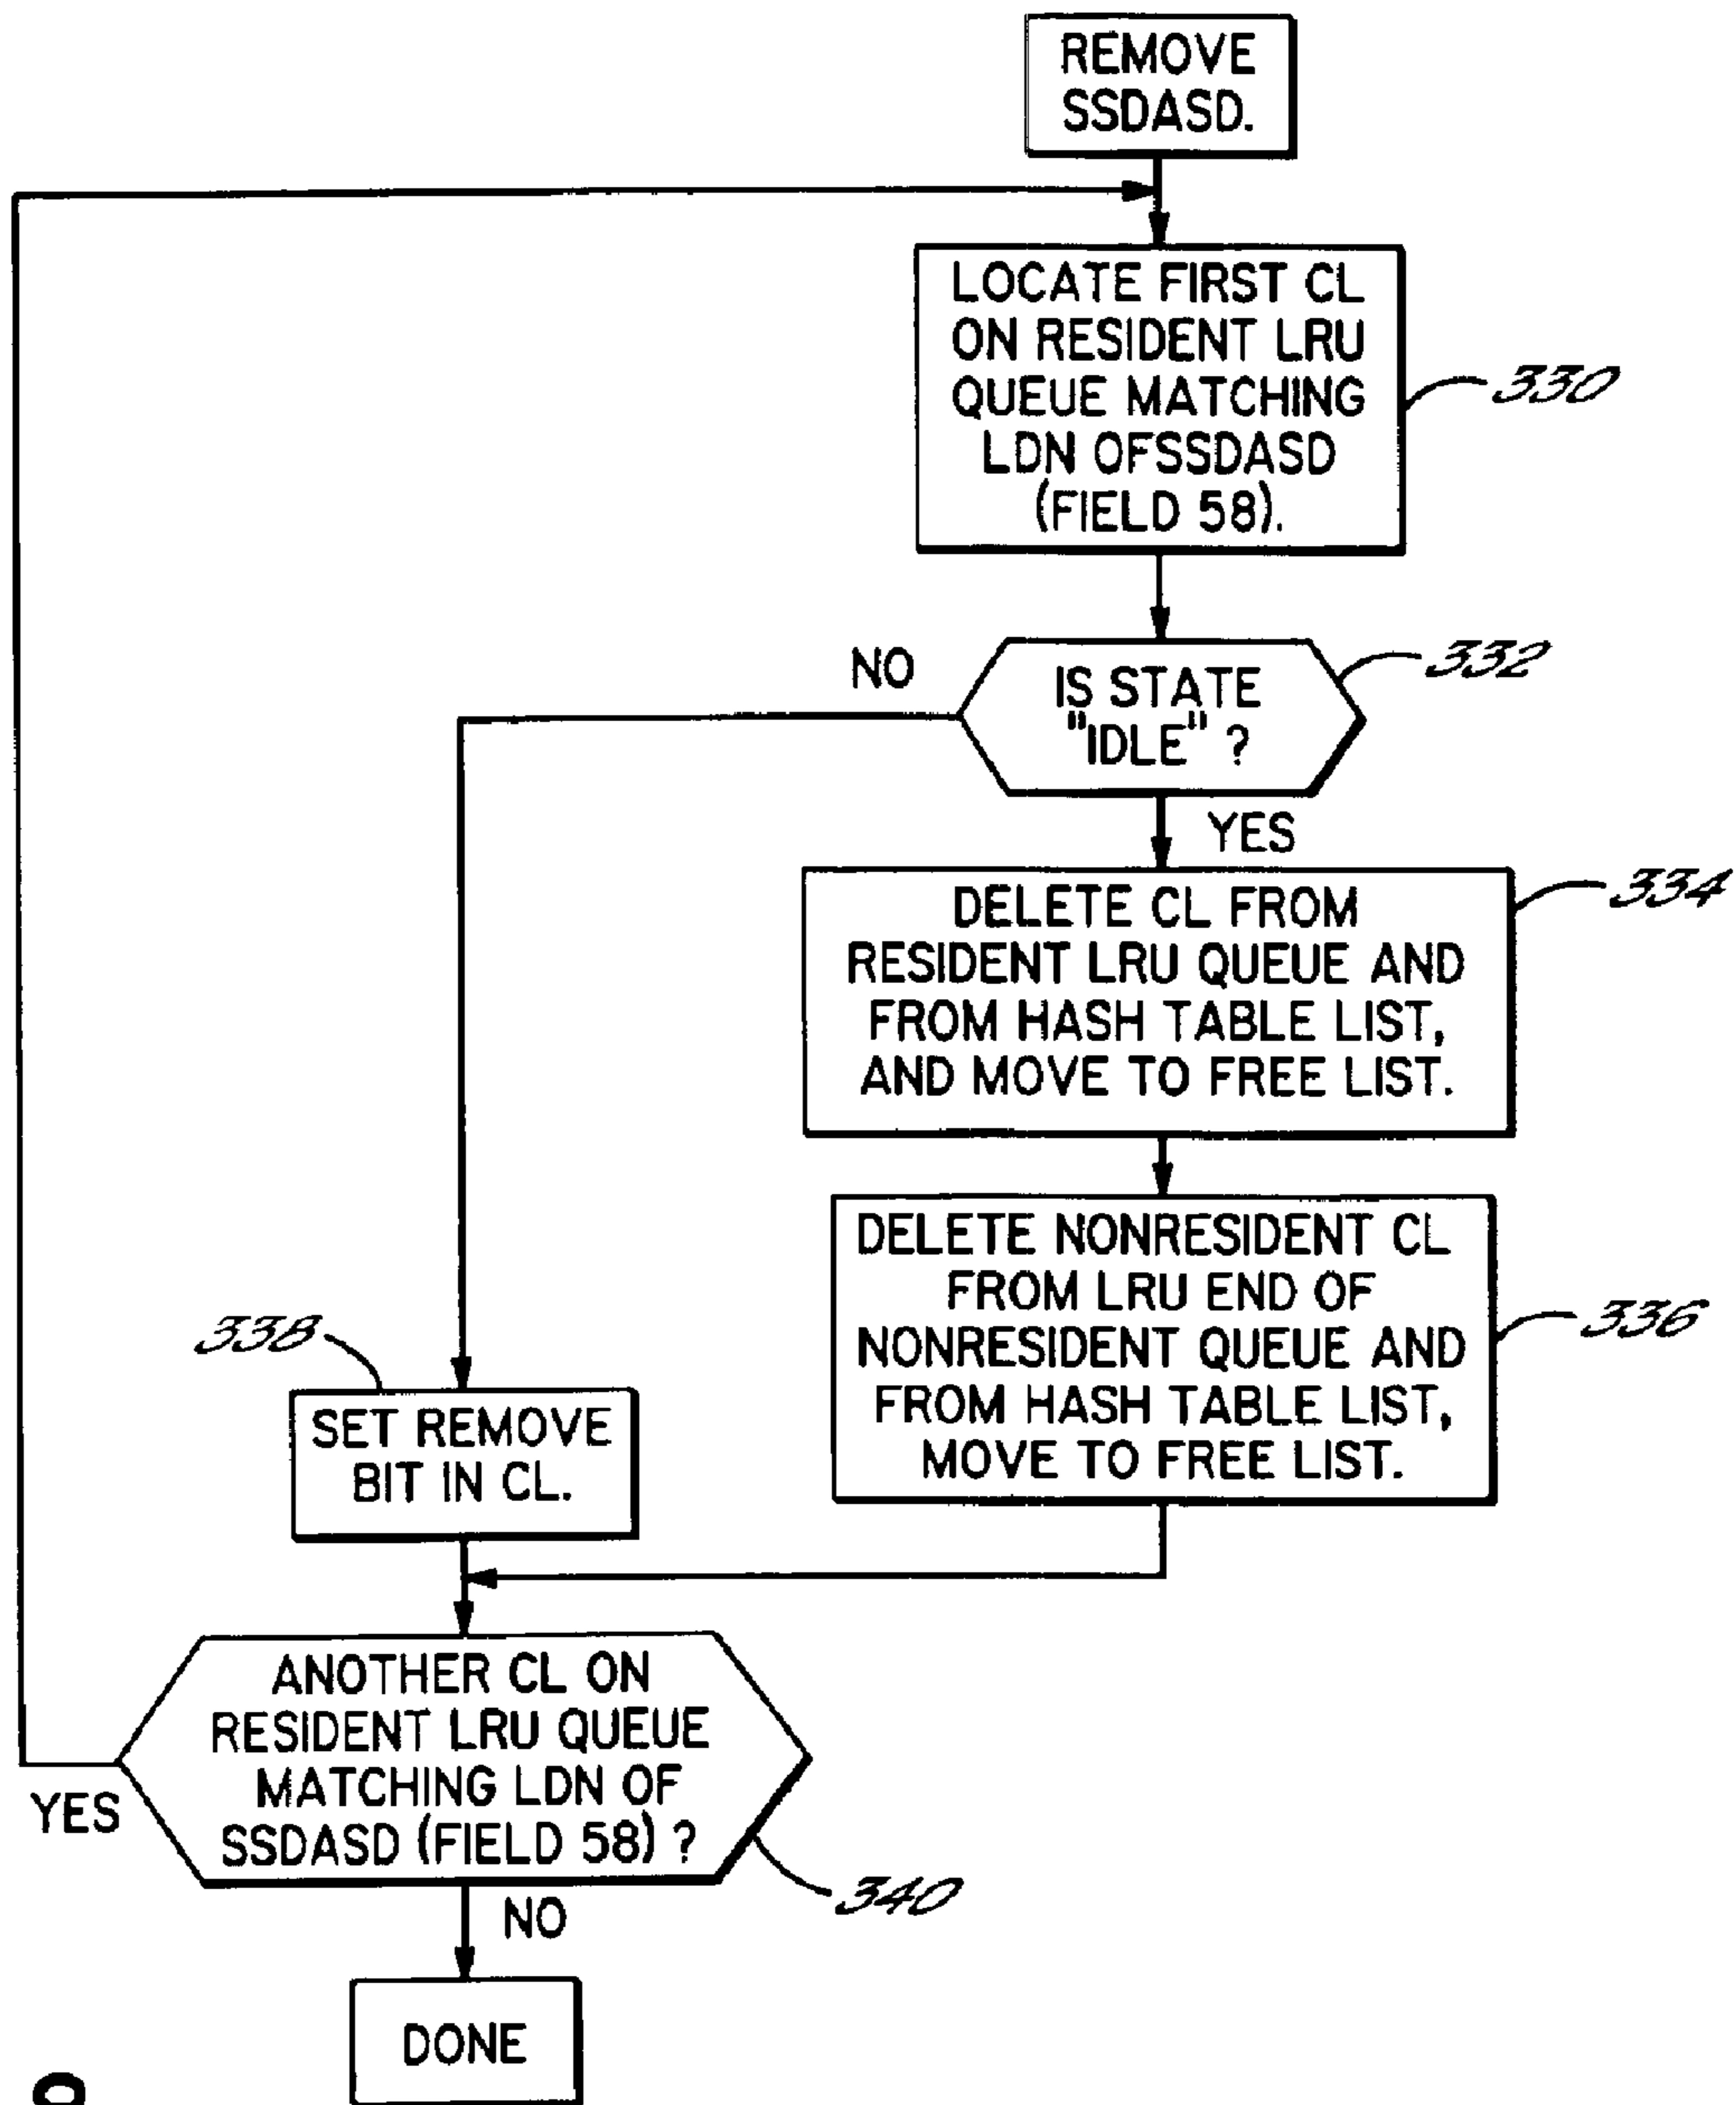 REMOVE
SSDASD.
LOCATE FIRST CL
ON RESIDENT LRU
QUEUE MATCHING
LDN OFSSDASD
(FIELD 58).
330
IS STATE
"IDLE" ?
332
NO
YES
DELETE CL FROM
RESIDENT LRU QUEUE AND
FROM HASH TABLE LIST,
AND MOVE TO FREE LIST.
334
DELETE NONRESIDENT CL
FROM LRU END OF
NONRESIDENT QUEUE AND
FROM HASH TABLE LIST,
MOVE TO FREE LIST.
336
338
SET REMOVE
BIT IN CL.
ANOTHER CL ON
RESIDENT LRU QUEUE
MATCHING LDN OF
SSDASD (FIELD 58) ?
340
YES
NO
DONE